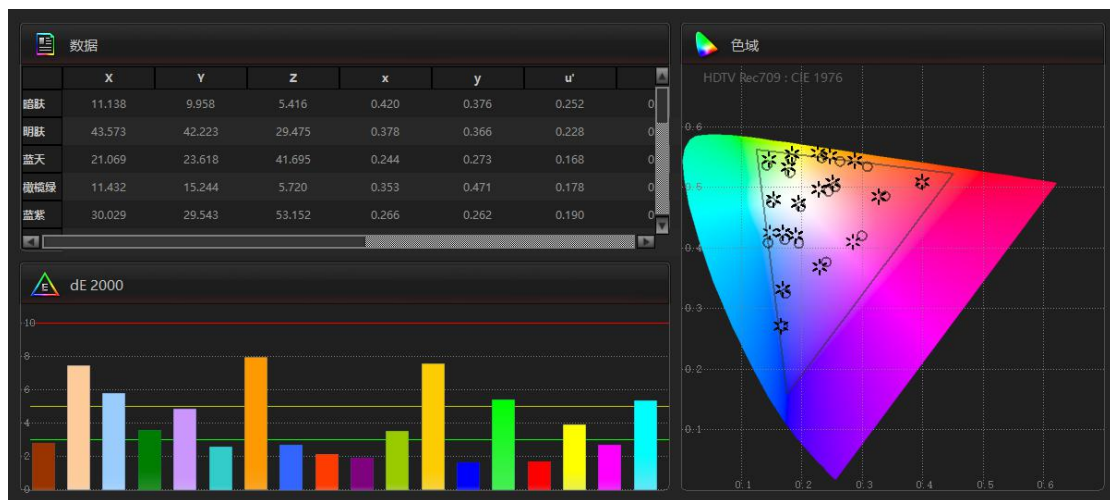 数据
X Y Z x y u'
暗肤 11.138 9.958 5.416 0.420 0.376 0.252 0
明肤 43.573 42.223 29.475 0.378 0.366 0.228 0
蓝天 21.069 23.618 41.695 0.244 0.273 0.168 0
橄榄绿 11.432 15.244 5.720 0.353 0.471 0.178 0
蓝紫 30.029 29.543 53.152 0.266 0.262 0.190 0
E dE 2000
10
8
6
4
2
0
色域
HDTV Rec709 : CIE 1976
0.6
0.5
0.4
0.3
0.2
0.1
0.1 0.2 0.3 0.4 0.5 0.6